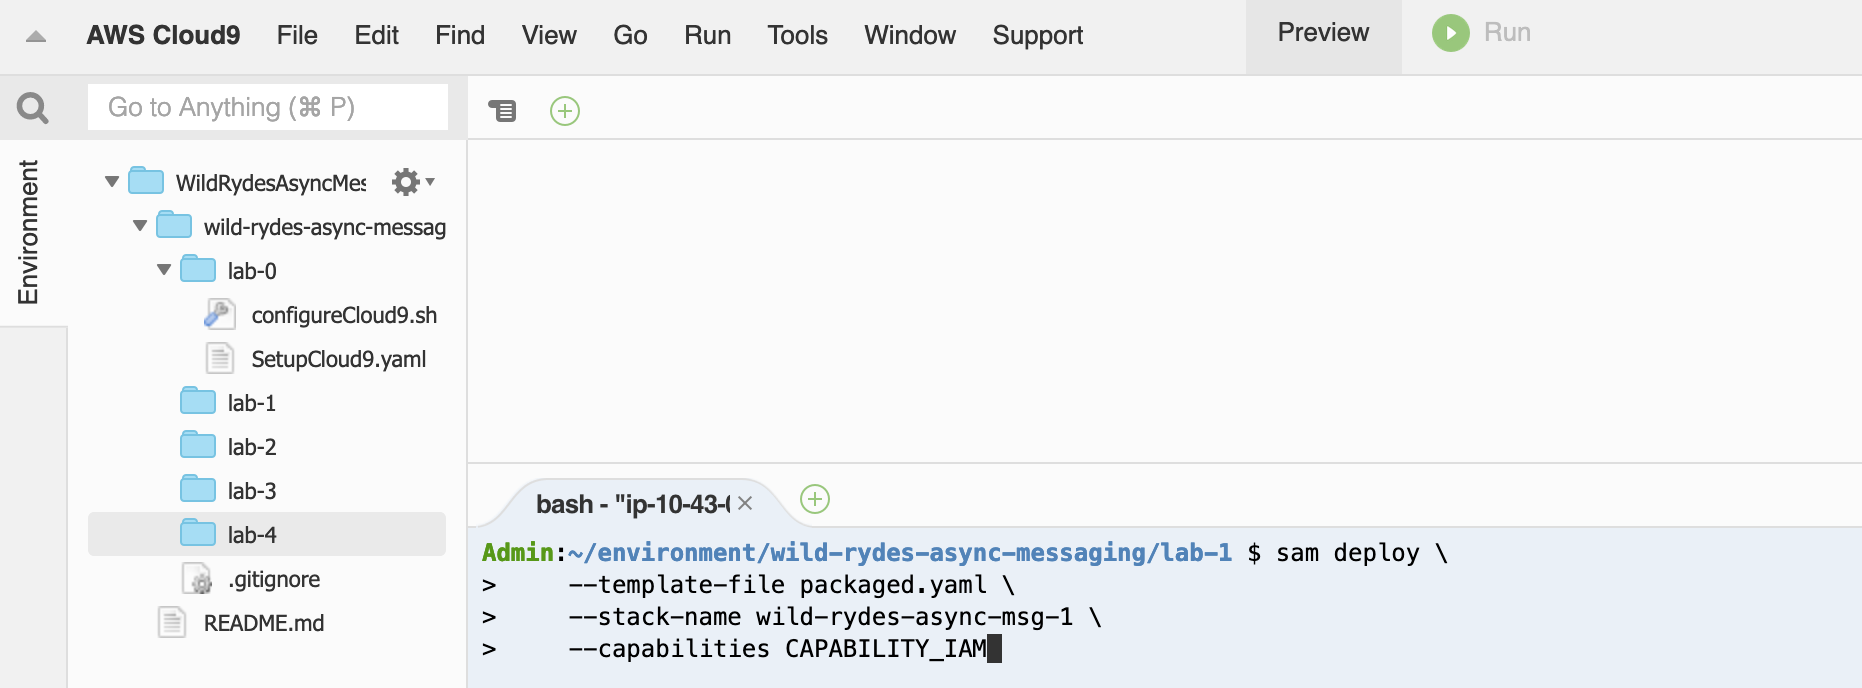 AWS Cloud9 File Edit Find View Go Run Tools Window Support Preview Run
Go to Anything (⌘ P)
Environment
WildRydesAsyncMes
wild-rydes-async-messag
lab-0
configureCloud9.sh
SetupCloud9.yaml
lab-1
lab-2
lab-3
lab-4
.gitignore
README.md
bash - "ip-10-43-
Admin:~/environment/wild-rydes-async-messaging/lab-1 $ sam deploy \
>     --template-file packaged.yaml \
>     --stack-name wild-rydes-async-msg-1 \
>     --capabilities CAPABILITY_IAM